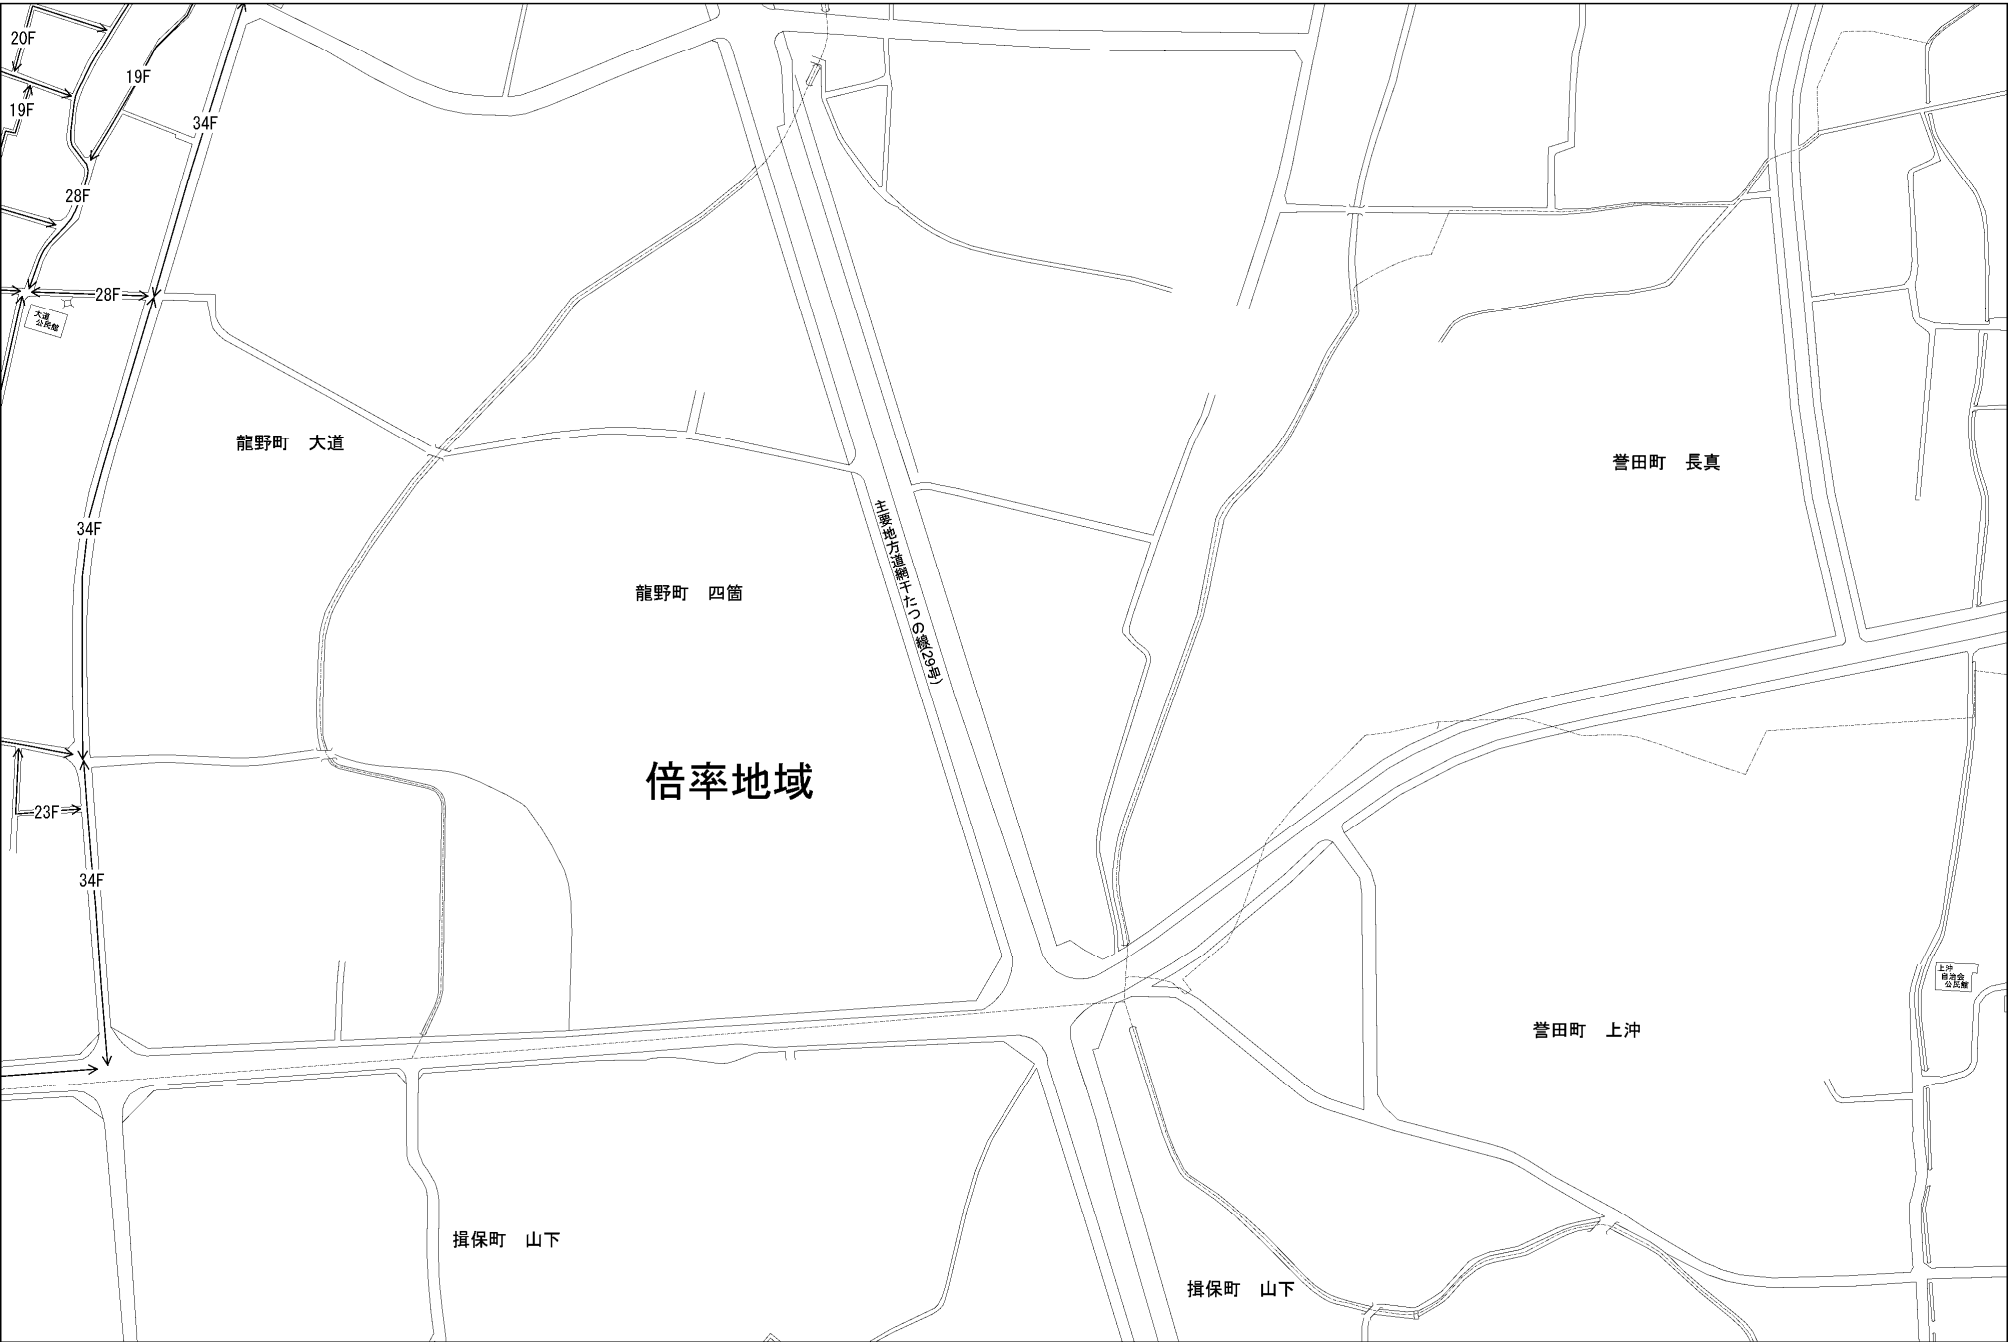 20F
19F
19F
34F
28F
28F
大道
公民館
龍野町　大道
誉田町　長真
34F
主要地方道網干たつの線(29号)
龍野町　四箇
倍率地域
23F
34F
上沖
自治会
公民館
誉田町　上沖
揖保町　山下
揖保町　山下